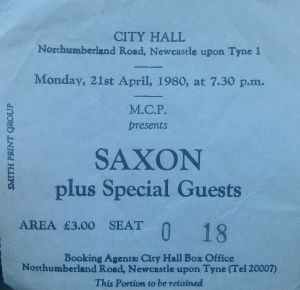 CITY HALL
Northumberland Road, Newcastle upon Tyne 1
Monday, 21st April, 1980, at 7.30 p.m.
M.C.P.
presents
SAXON
plus Special Guests
AREA £3.00 SEAT O 18
Booking Agents: City Hall Box Office
Northumberland Road, Newcastle upon Tyne (Tel 20007)
This Portion to be retained
SMITH PRINT GROUP